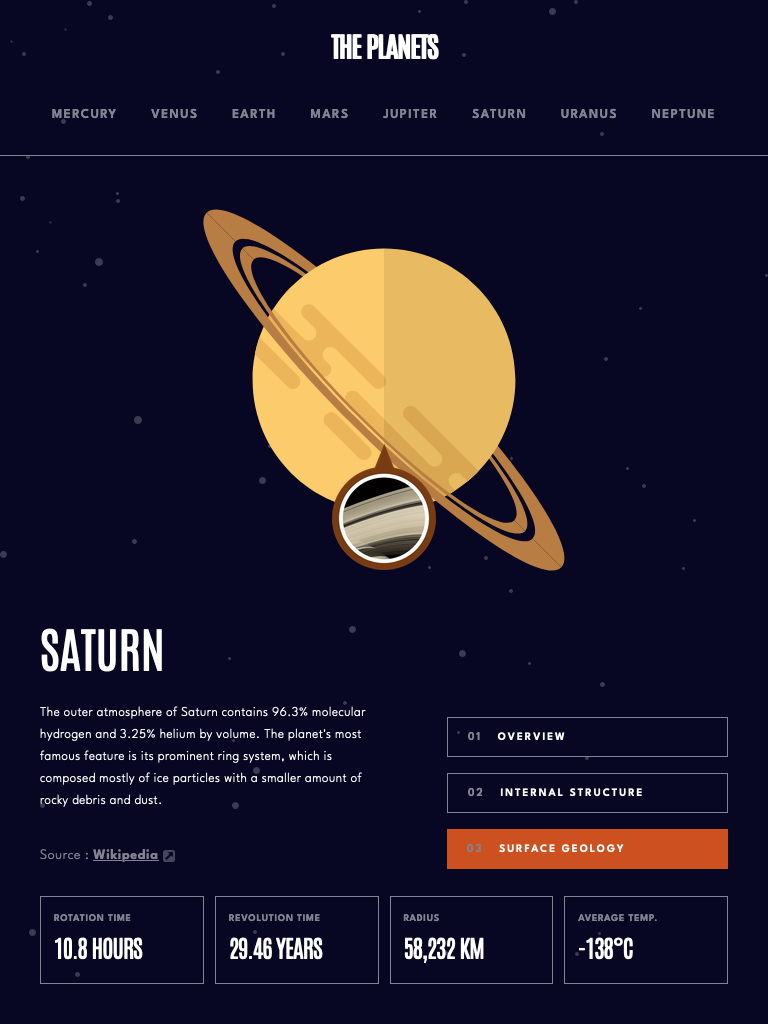 THE PLANETS
MERCURY VENUS EARTH MARS JUPITER SATURN URANUS NEPTUNE
SATURN
The outer atmosphere of Saturn contains 96.3% molecular
hydrogen and 3.25% helium by volume. The planet's most
famous feature is its prominent ring system, which is
composed mostly of ice particles with a smaller amount of
rocky debris and dust.
Source : Wikipedia
01 OVERVIEW
02 INTERNAL STRUCTURE
03 SURFACE GEOLOGY
ROTATION TIME
10.8 HOURS
REVOLUTION TIME
29.46 YEARS
RADIUS
58,232 KM
AVERAGE TEMP.
-138°C